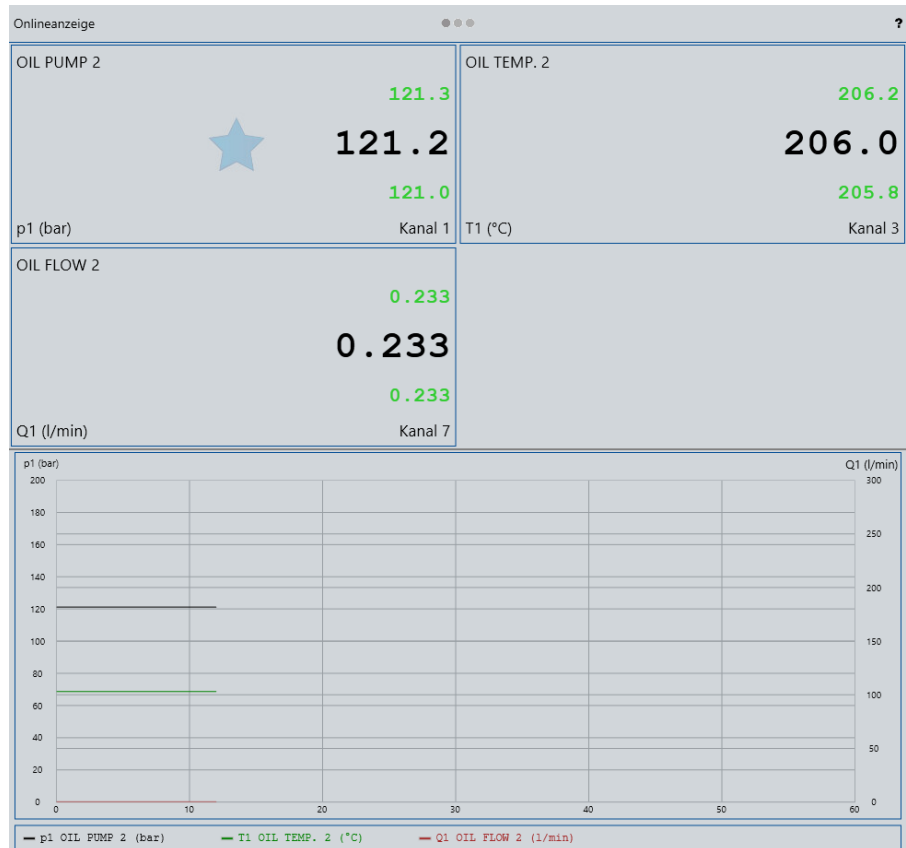 Onlineanzeige ?
OIL PUMP 2
121.3
121.2
121.0
p1 (bar) Kanal 1
OIL TEMP. 2
206.2
206.0
205.8
T1 (°C) Kanal 3
OIL FLOW 2
0.233
0.233
0.233
Q1 (l/min) Kanal 7
p1 (bar) Q1 (l/min)
200 300
180
250
160
140
200
120
100 150
80
100
60
40
50
20
0 0
0 10 20 30 40 50 60
p1 OIL PUMP 2 (bar) T1 OIL TEMP. 2 (°C) Q1 OIL FLOW 2 (l/min)